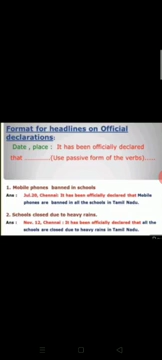 Format for headlines on Official
declarations:
Date , place : It has been officially declared
that ..............(Use passive form of the verbs).....
1. Mobile phones banned in schools
Ans : Jul.20, Chennai: It has been officially declared that Mobile
phones are banned in all the schools in Tamil Nadu.
2. Schools closed due to heavy rains.
Ans : Nov. 12, Chennai : It has been officially declared that all the
schools are closed due to heavy rains in Tamil Nadu.